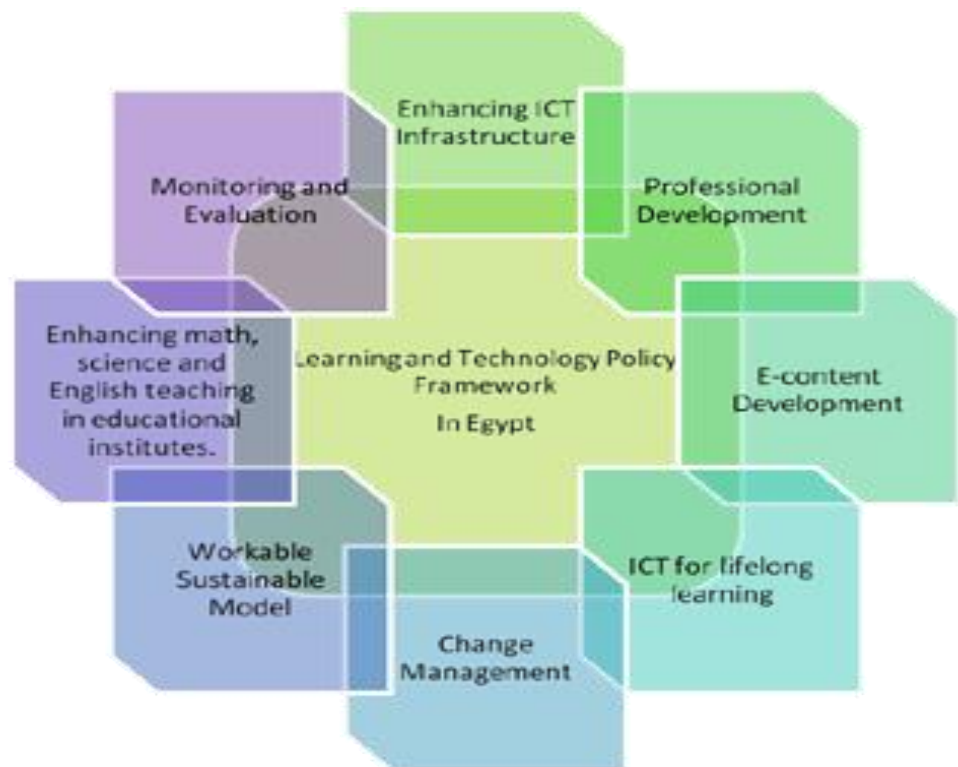 Enhancing ICT
Infrastructure
Professional
Development
E-content
Development
ICT for lifelong
learning
Change
Management
Workable
Sustainable
Model
Enhancing math,
science and
English teaching
in educational
institutes.
Monitoring and
Evaluation
Learning and Technology Policy
Framework
In Egypt